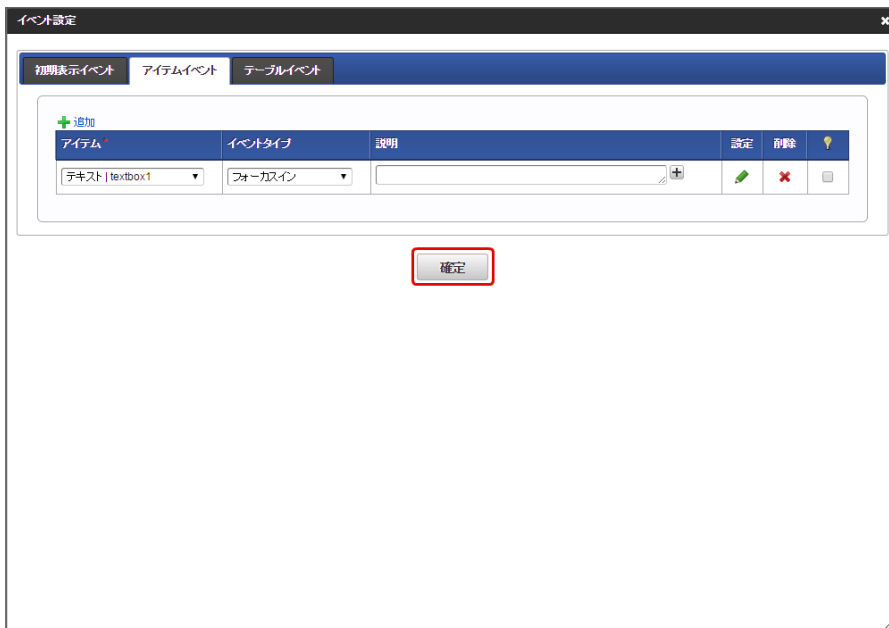 イベント設定
初期表示イベント アイテムイベント テーブルイベント
追加
アイテム* イベントタイプ 説明 設定 削除
テキスト | textbox1 フォーカスイン
確定